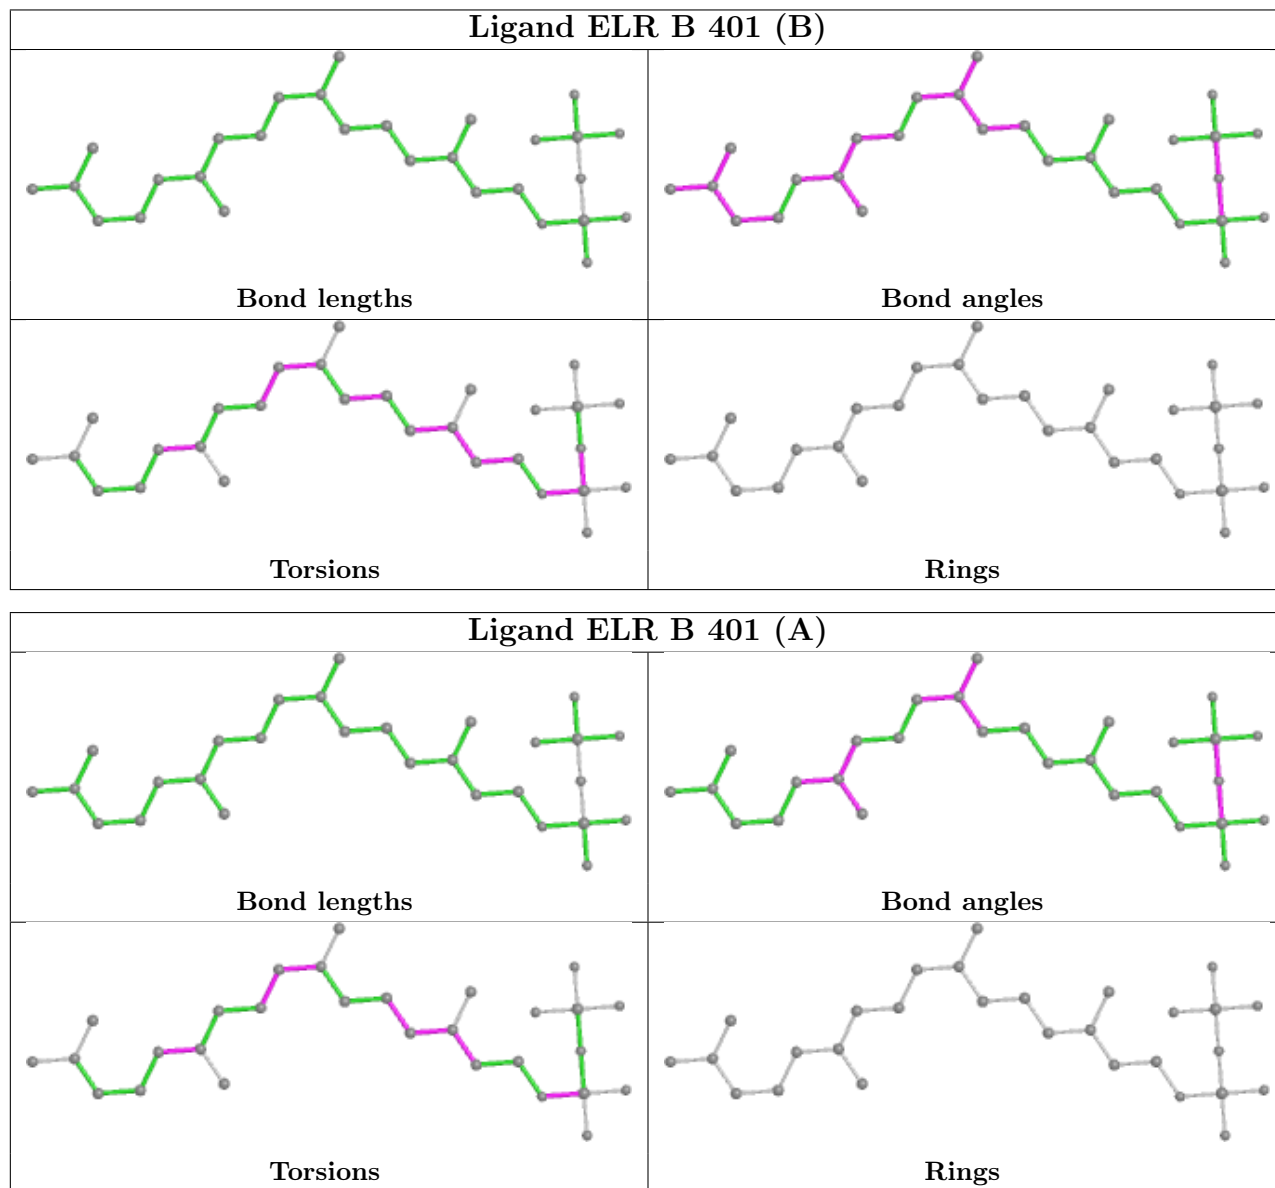 Ligand ELR B 401 (B)
Bond lengths
Bond angles
Torsions
Rings
Ligand ELR B 401 (A)
Bond lengths
Bond angles
Torsions
Rings